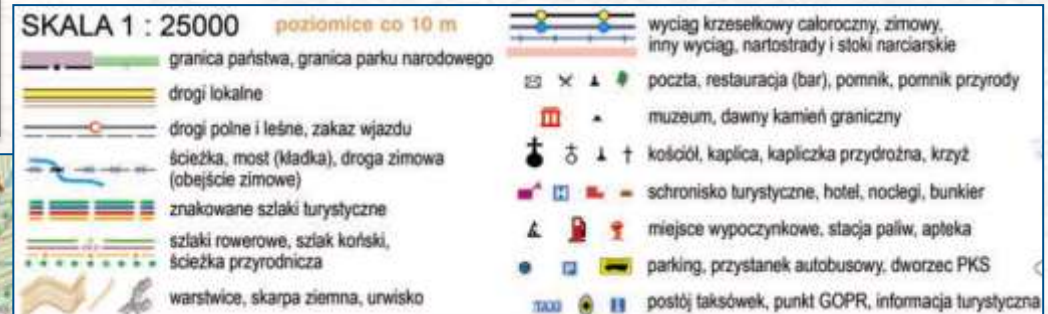 SKALA 1 : 25000 poziomice co 10 m
granica państwa, granica parku narodowego
drogi lokalne
drogi polne i leśne, zakaz wjazdu
ścieżka, most (kładka), droga zimowa
(obejście zimowe)
znakowane szlaki turystyczne
szlaki rowerowe, szlak koński,
ścieżka przyrodnicza
warstwice, skarpa ziemna, urwisko
wyciąg krzesełkowy całoroczny, zimowy,
inny wyciąg, nartostrady i stoki narciarskie
poczta, restauracja (bar), pomnik, pomnik przyrody
muzeum, dawny kamień graniczny
kościół, kaplica, kapliczka przydrożna, krzyż
schronisko turystyczne, hotel, noclegi, bunkier
miejsce wypoczynkowe, stacja paliw, apteka
parking, przystanek autobusowy, dworzec PKS
TAXI postój taksówek, punkt GOPR, informacja turystyczna